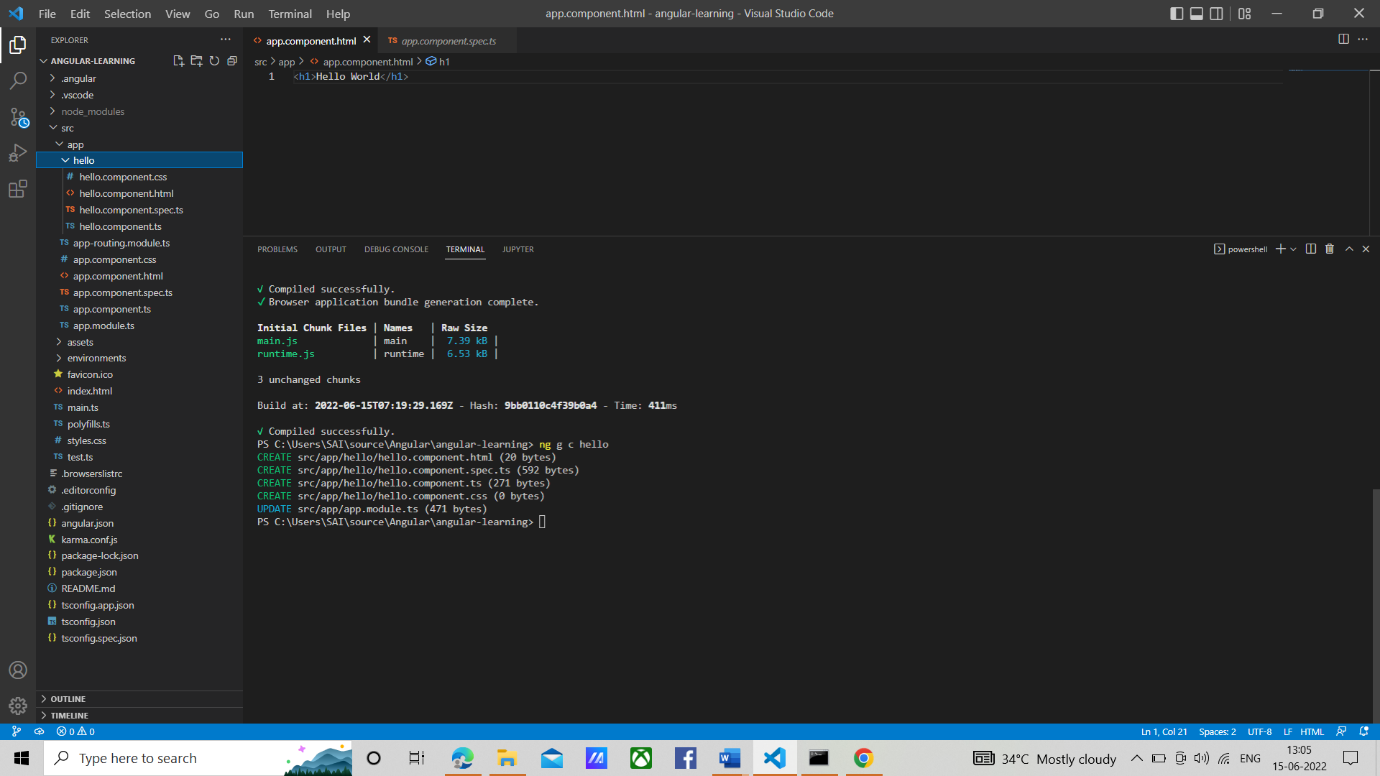 File Edit Selection View Go Run Terminal Help
app.component.html - angular-learning - Visual Studio Code
EXPLORER
ANGULAR-LEARNING
.angular
.vscode
node_modules
src
app
hello
hello.component.css
hello.component.html
hello.component.spec.ts
hello.component.ts
app-routing.module.ts
app.component.css
app.component.html
app.component.spec.ts
app.component.ts
app.module.ts
assets
environments
favicon.ico
index.html
main.ts
polyfills.ts
styles.css
test.ts
.browserslistrc
.editorconfig
.gitignore
angular.json
karma.conf.js
package-lock.json
package.json
README.md
tsconfig.app.json
tsconfig.json
tsconfig.spec.json
OUTLINE
TIMELINE
app.component.html app.component.spec.ts
src > app > app.component.html > h1
1 <h1>Hello World</h1>
PROBLEMS OUTPUT DEBUG CONSOLE TERMINAL JUPYTER
powershell
√ Compiled successfully.
√ Browser application bundle generation complete.
Initial Chunk Files | Names | Raw Size
main.js | main | 7.39 kB |
runtime.js | runtime | 6.53 kB |
3 unchanged chunks
Build at: 2022-06-15T07:19:29.169Z - Hash: 9bb0110c4f39b0a4 - Time: 411ms
√ Compiled successfully.
PS C:\Users\SAI\source\Angular\angular-learning> ng g c hello
CREATE src/app/hello/hello.component.html (20 bytes)
CREATE src/app/hello/hello.component.spec.ts (592 bytes)
CREATE src/app/hello/hello.component.ts (271 bytes)
CREATE src/app/hello/hello.component.css (0 bytes)
UPDATE src/app/app.module.ts (471 bytes)
PS C:\Users\SAI\source\Angular\angular-learning>
0 0
Ln 1, Col 21 Spaces: 2 UTF-8 LF HTML
Type here to search
34°C Mostly cloudy
ENG
13:05
15-06-2022